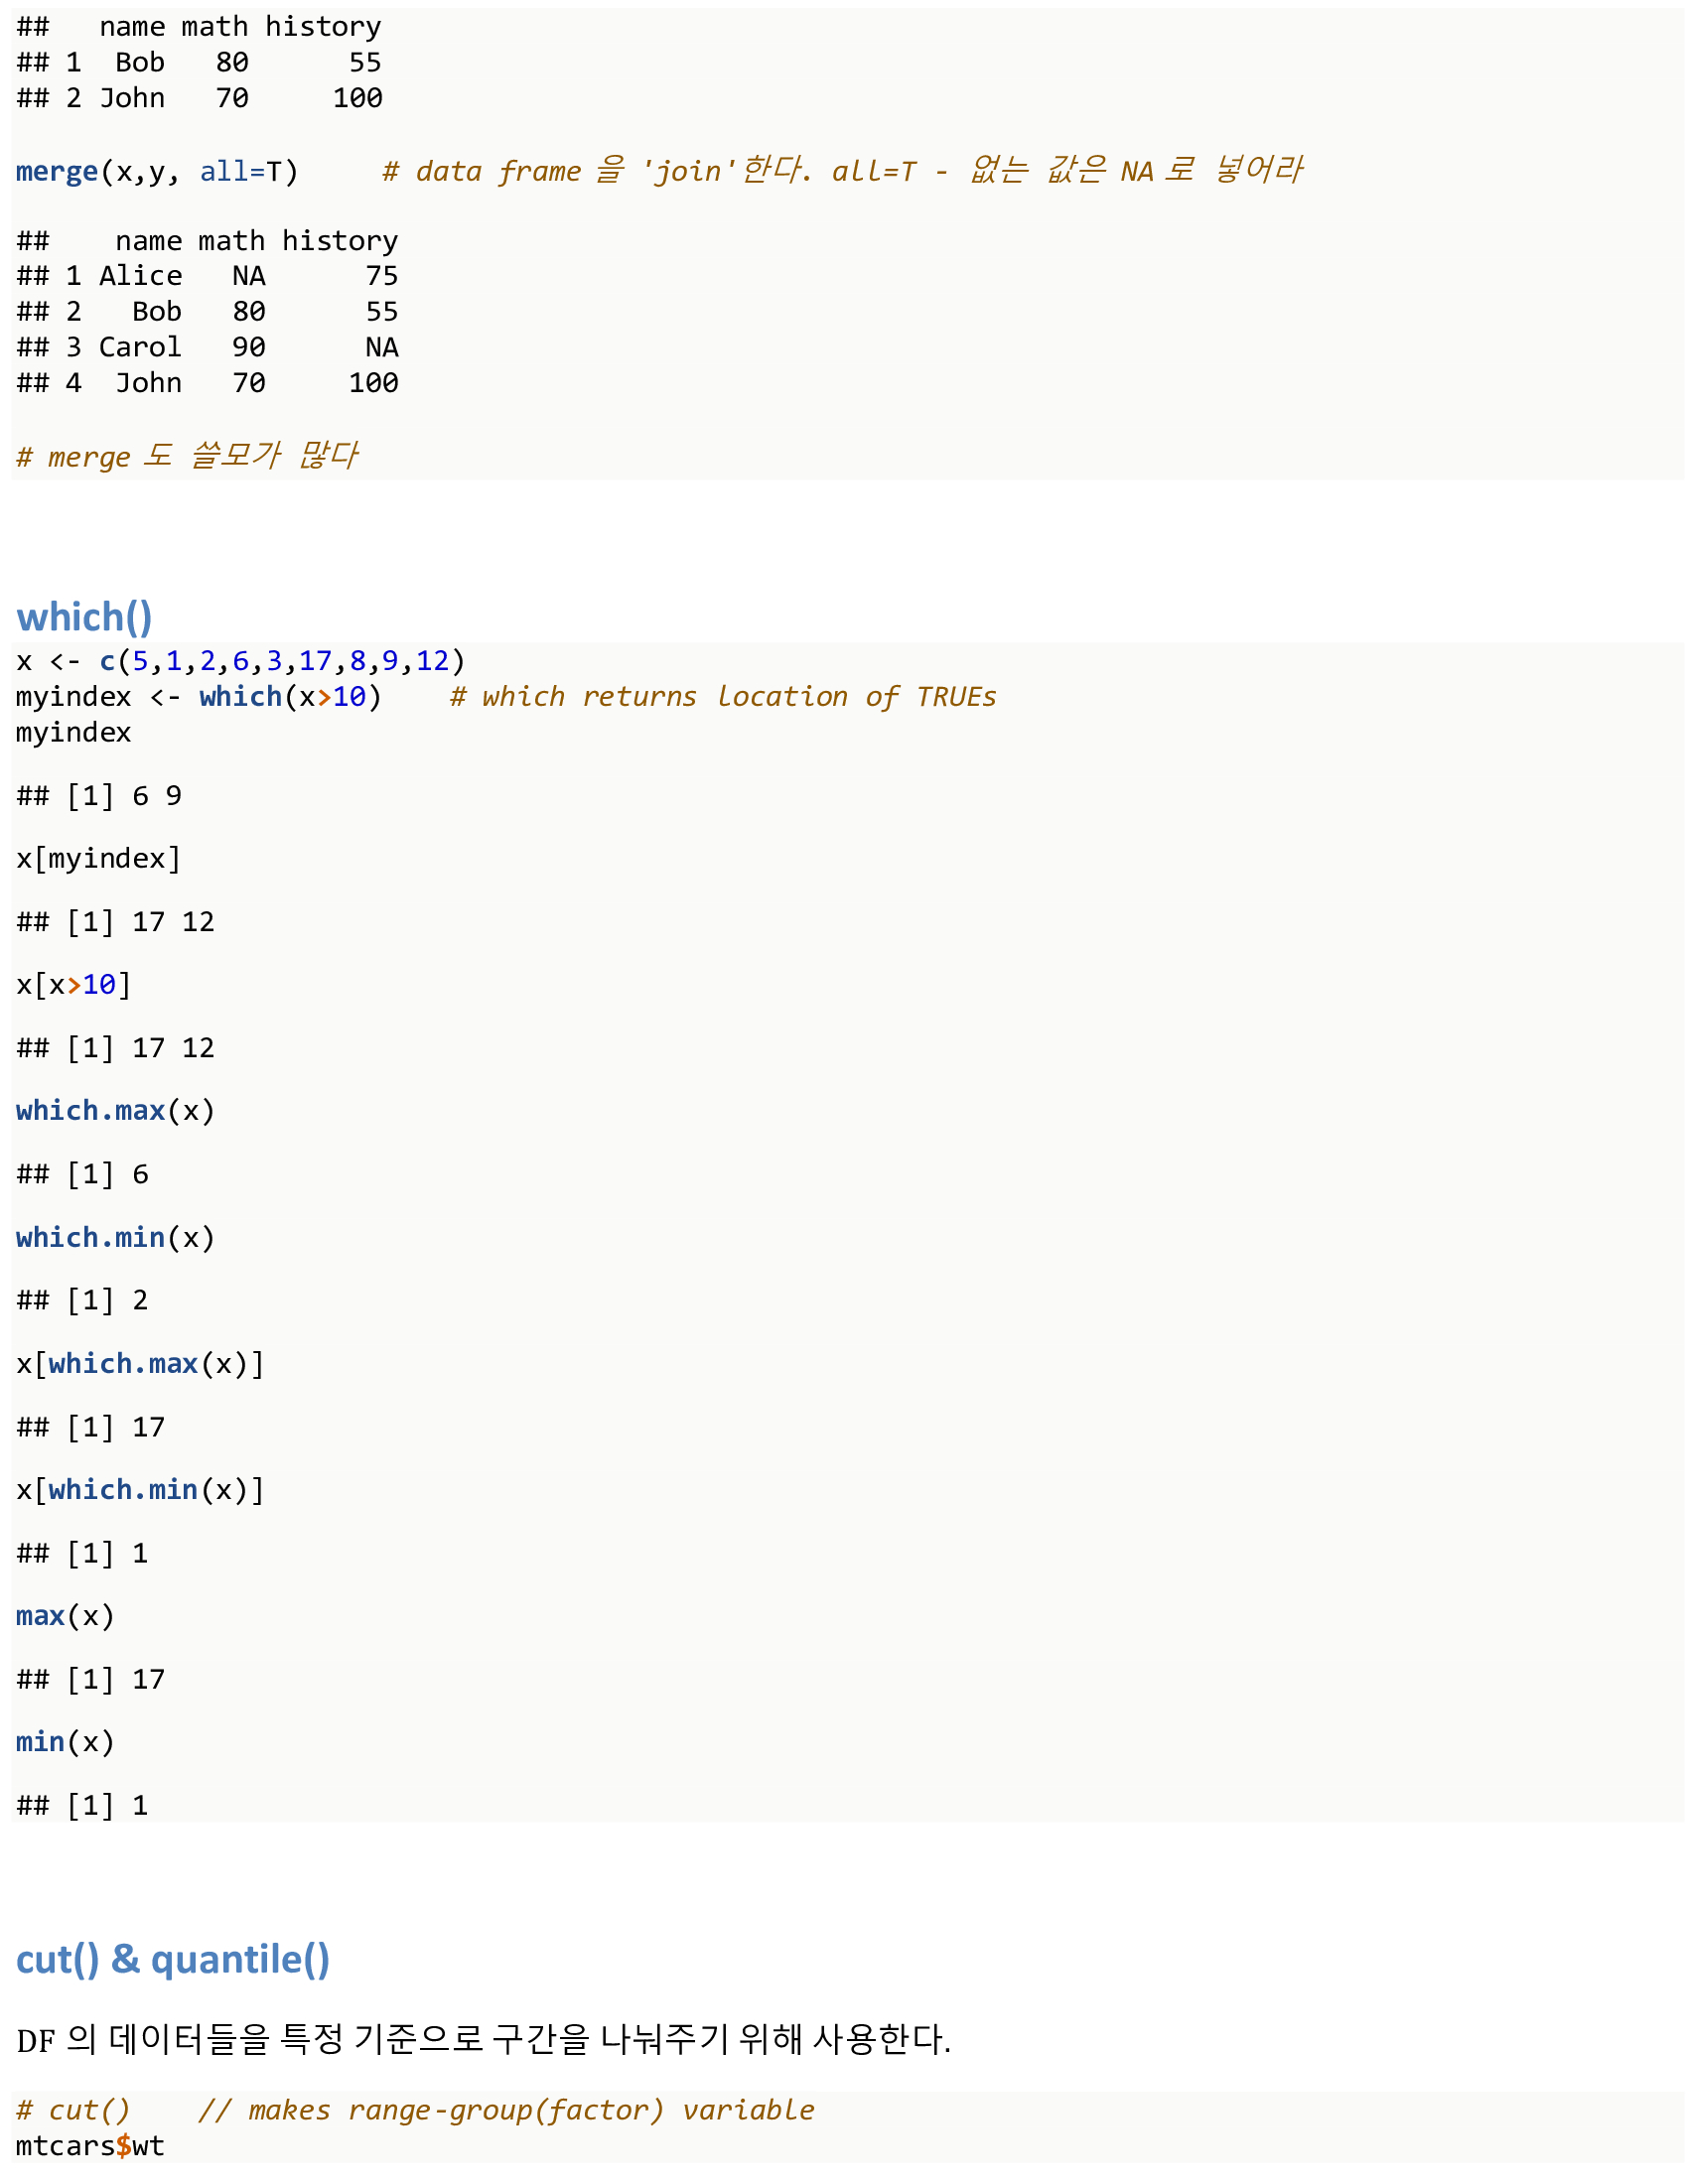 ##   name math history
## 1  Bob   80      55
## 2 John   70     100
merge(x,y, all=T)     # data frame 을 'join'한다. all=T - 없는 값은 NA 로 넣어라
##    name math history
## 1 Alice   NA      75
## 2   Bob   80      55
## 3 Carol   90      NA
## 4  John   70     100
# merge 도 쓸모가 많다
which()
x <- c(5,1,2,6,3,17,8,9,12)
myindex <- which(x>10)    # which returns location of TRUEs
myindex
## [1] 6 9
x[myindex]
## [1] 17 12
x[x>10]
## [1] 17 12
which.max(x)
## [1] 6
which.min(x)
## [1] 2
x[which.max(x)]
## [1] 17
x[which.min(x)]
## [1] 1
max(x)
## [1] 17
min(x)
## [1] 1
cut() & quantile()
DF 의 데이터들을 특정 기준으로 구간을 나눠주기 위해 사용한다.
# cut()    // makes range-group(factor) variable
mtcars$wt